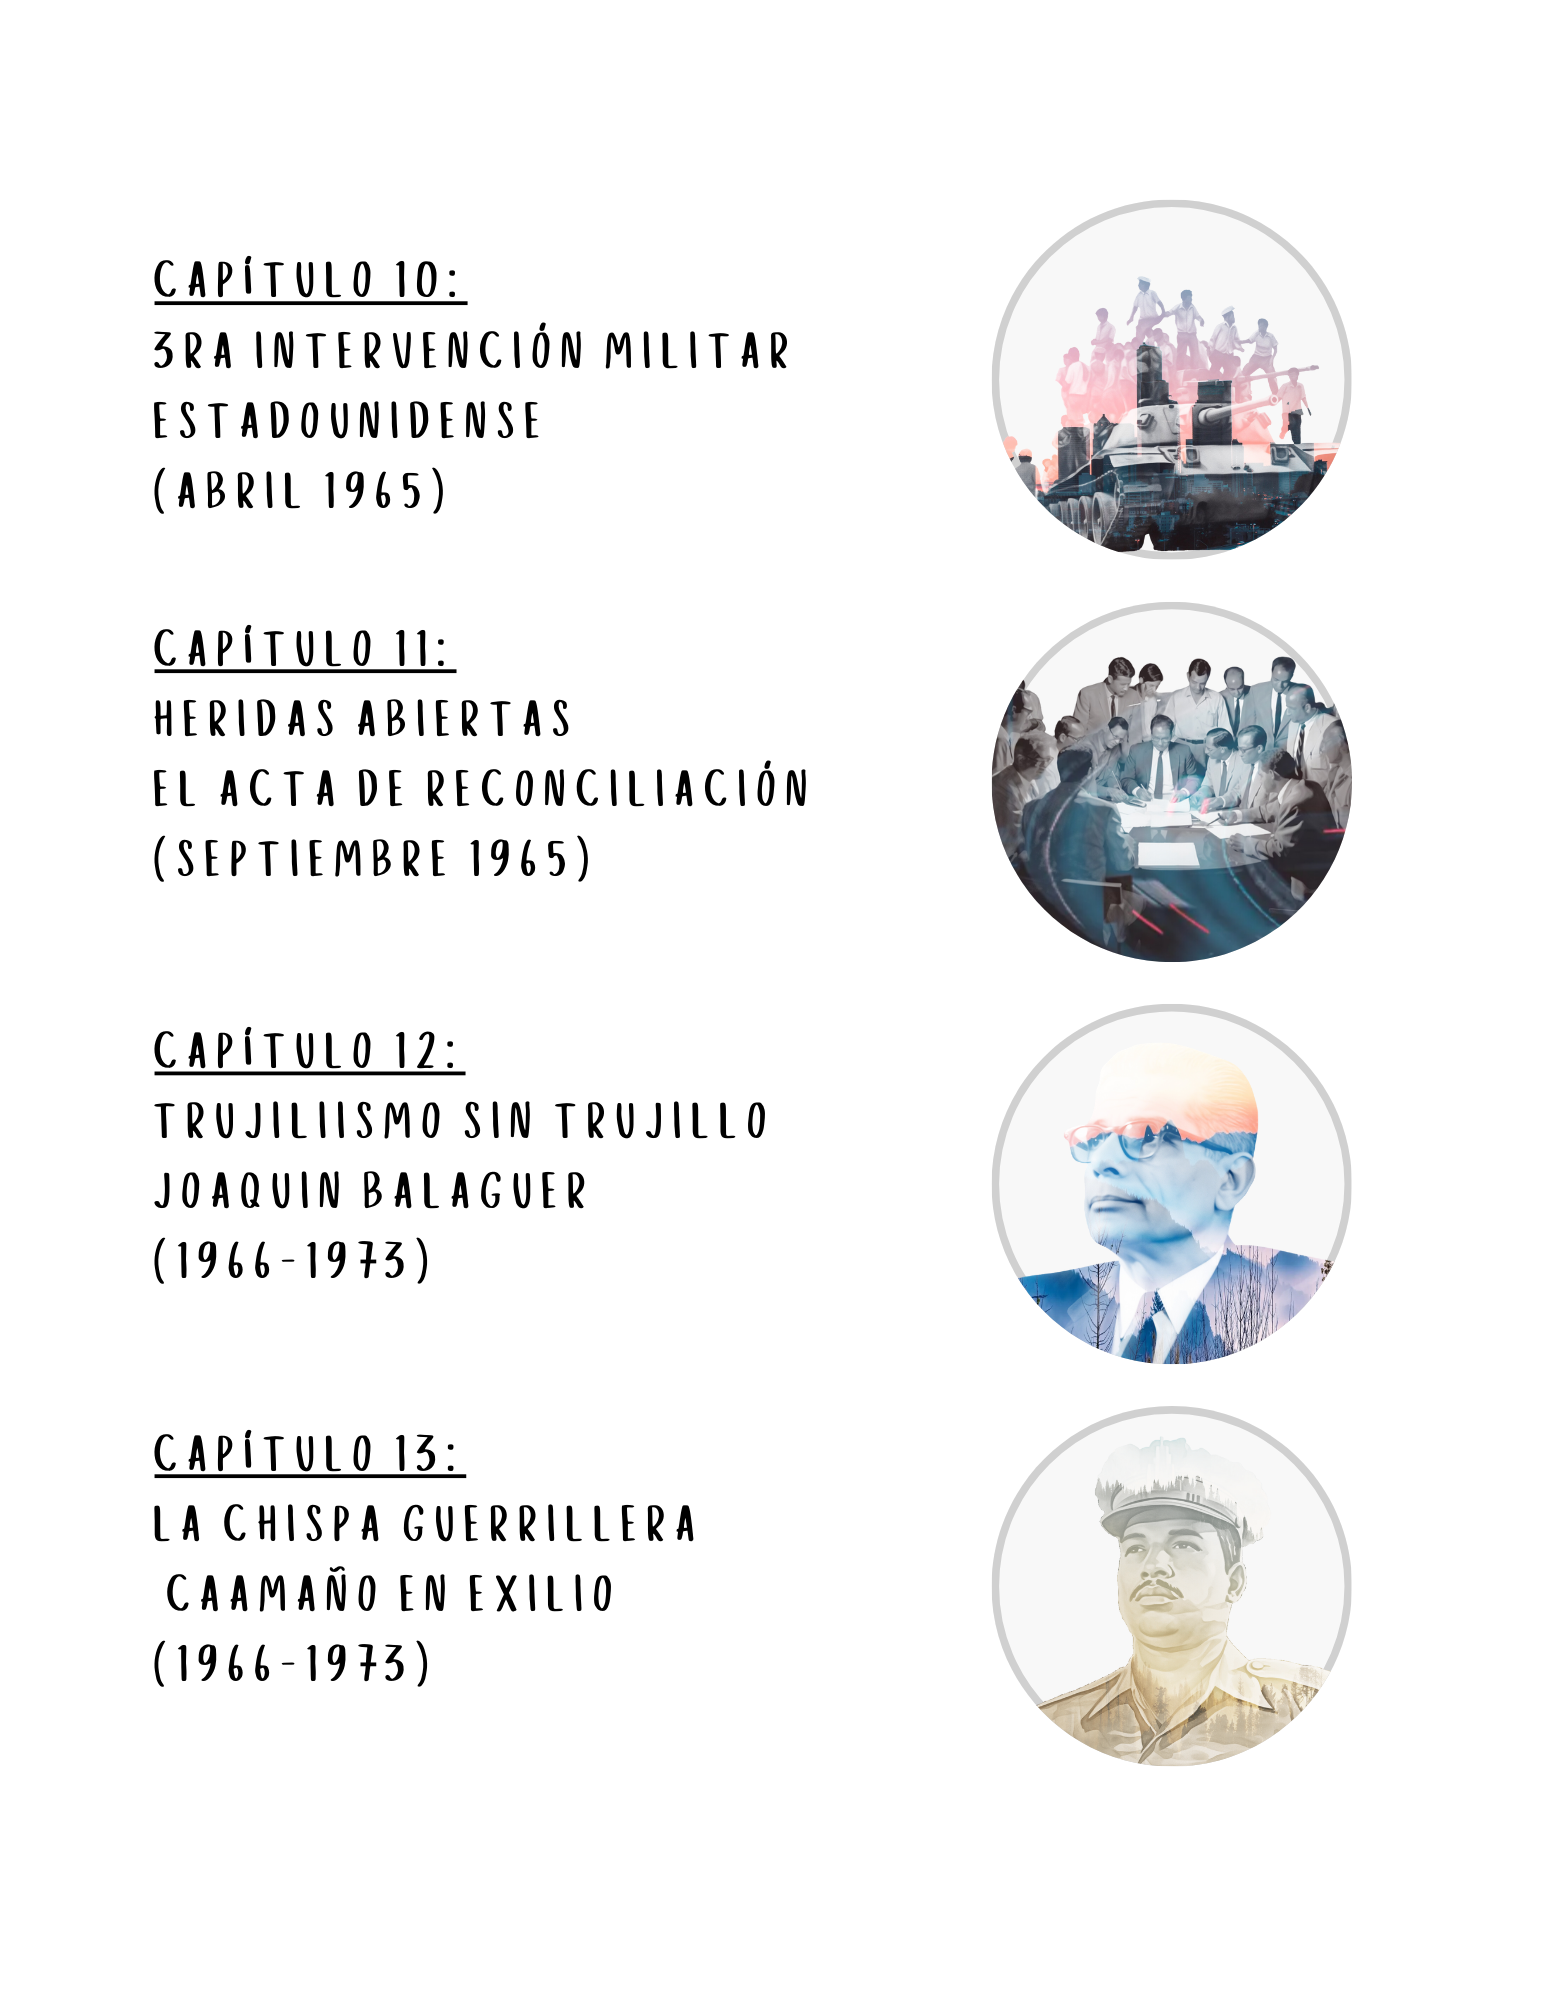 CAPÍTULO 10:
3RA INTERVENCIÓN MILITAR
ESTADOUNIDENSE
(ABRIL 1965)
CAPÍTULO 11:
HERIDAS ABIERTAS
EL ACTA DE RECONCILIACIÓN
(SEPTIEMBRE 1965)
CAPÍTULO 12:
TRUJILIISMO SIN TRUJILLO
JOAQUIN BALAGUER
(1966-1973)
CAPÍTULO 13:
LA CHISPA GUERRILLERA
CAAMAÑO EN EXILIO
(1966-1973)